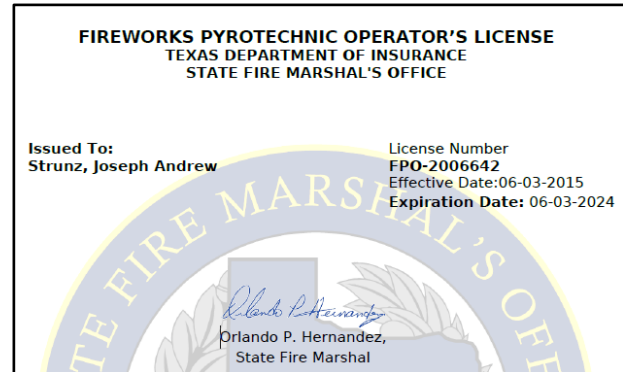 FIREWORKS PYROTECHNIC OPERATOR’S LICENSE
TEXAS DEPARTMENT OF INSURANCE
STATE FIRE MARSHAL'S OFFICE
Issued To:
Strunz, Joseph Andrew
License Number
FPO-2006642
Effective Date:06-03-2015
Expiration Date: 06-03-2024
FIRE MARSHAL'S
Orlando P. Hernandez
Orlando P. Hernandez,
State Fire Marshal